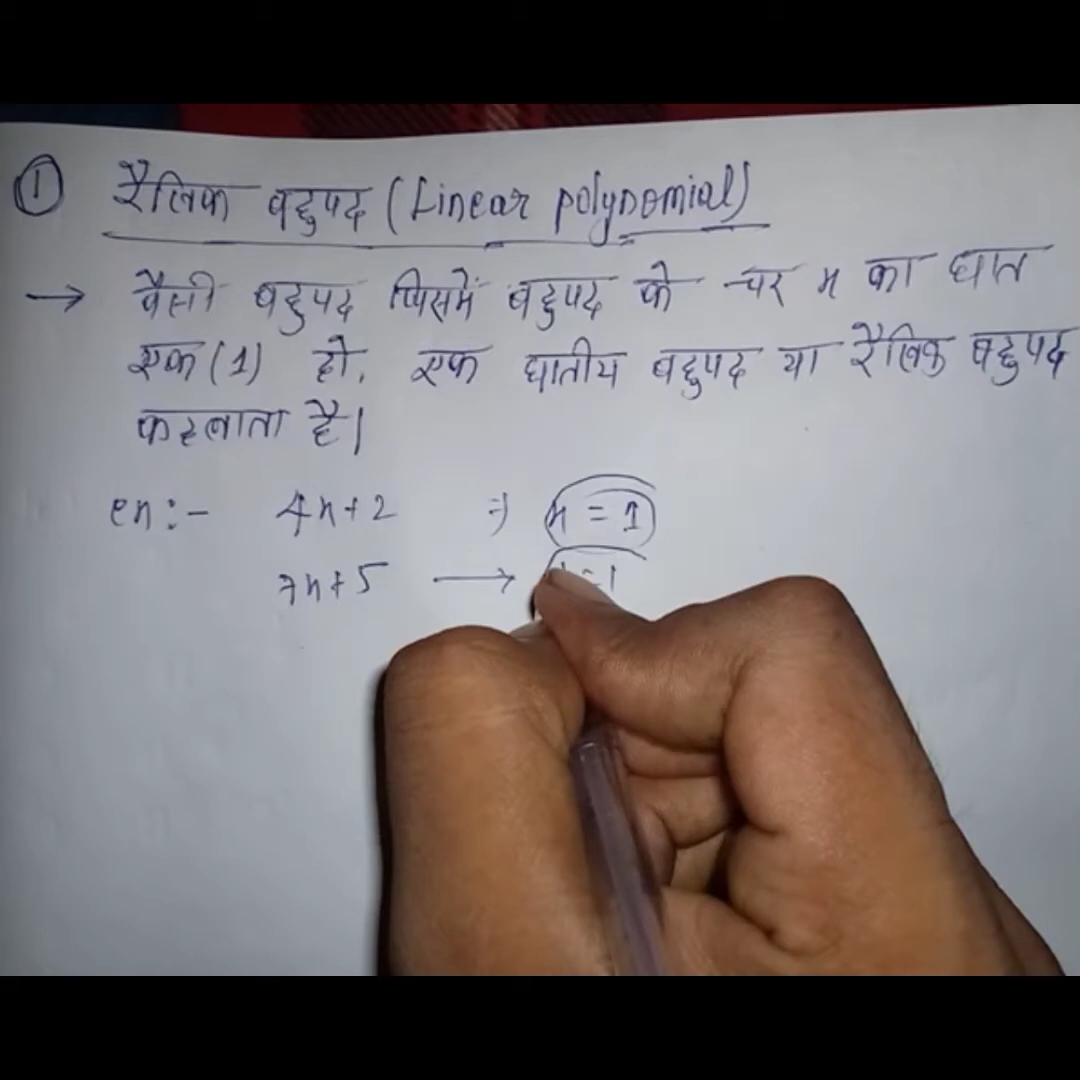 ① रैखिक बहुपद (Linear polynomial)
→ वैसी बहुपद जिसमें बहुपद के चर x का घात
एक (1) हो, एक घातीय बहुपद या रैखिक बहुपद
कहलाता है।
ex:- 4x+2 ⇒ x = 1
7x+5 → x=1